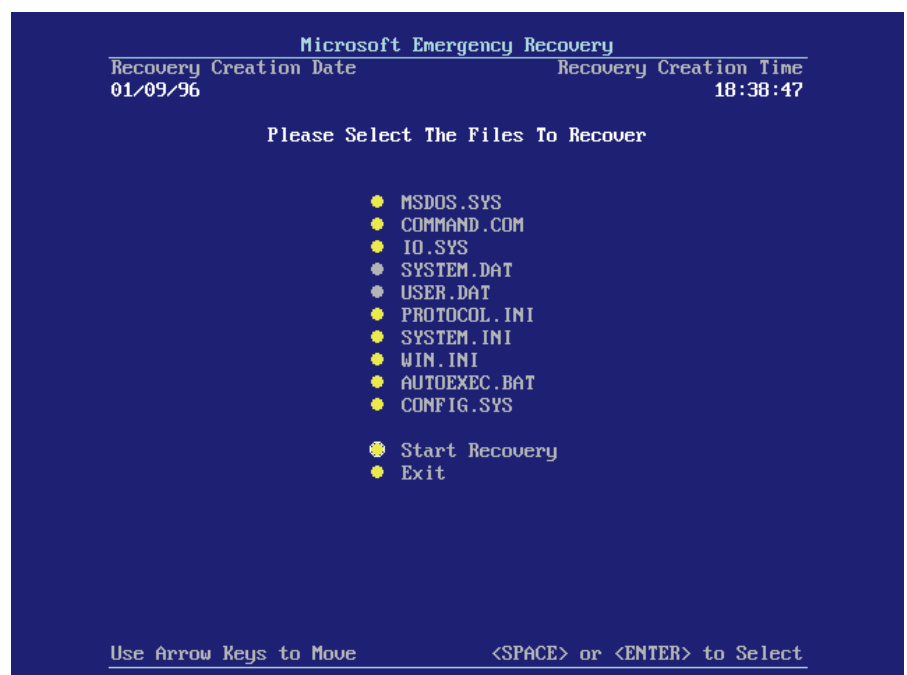 Microsoft Emergency Recovery
Recovery Creation Date Recovery Creation Time
01/09/96 18:38:47
Please Select The Files To Recover
MSDOS.SYS
COMMAND.COM
IO.SYS
SYSTEM.DAT
USER.DAT
PROTOCOL.INI
SYSTEM.INI
WIN.INI
AUTOEXEC.BAT
CONFIG.SYS
Start Recovery
Exit
Use Arrow Keys to Move <SPACE> or <ENTER> to Select